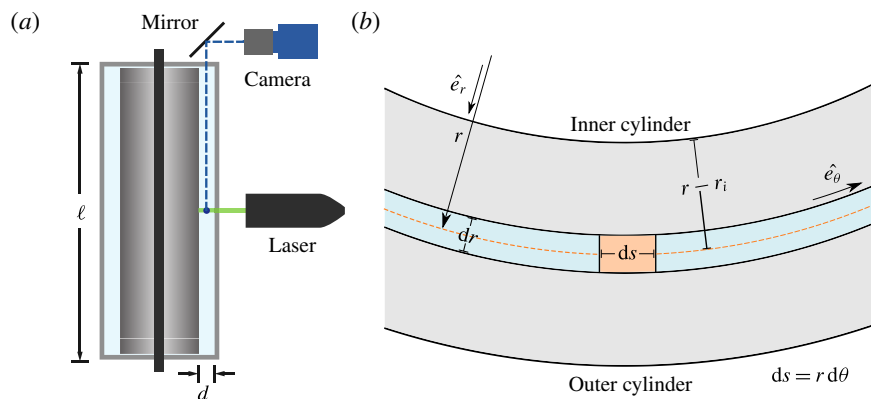 (a)
Mirror
Camera
ℓ
Laser
d
(b)
ê_r
r
Inner cylinder
r − r_i
ê_θ
dr
ds
Outer cylinder
ds = r dθ